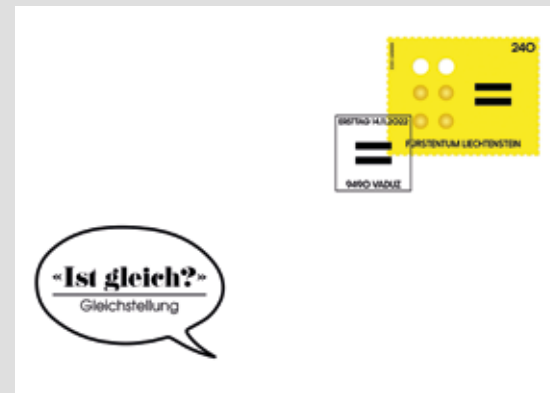 240
=
FÜRSTENTUM LIECHTENSTEIN
ERSTTAG 14.11.2022
=
9490 VADUZ
«Ist gleich?»
Gleichstellung